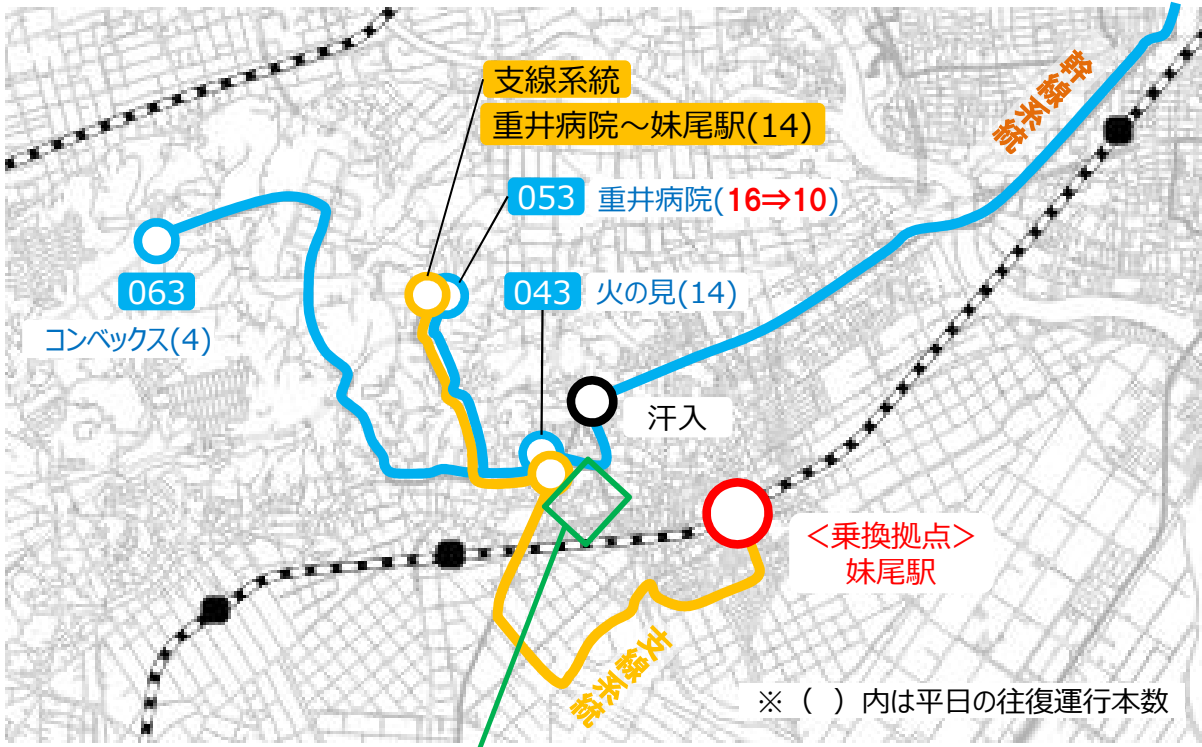 幹線系統
支線系統
重井病院～妹尾駅(14)
053 重井病院(16⇒10)
063
コンベックス(4)
043 火の見(14)
汗入
<乗換拠点>
妹尾駅
支線系統
※（ ）内は平日の往復運行本数